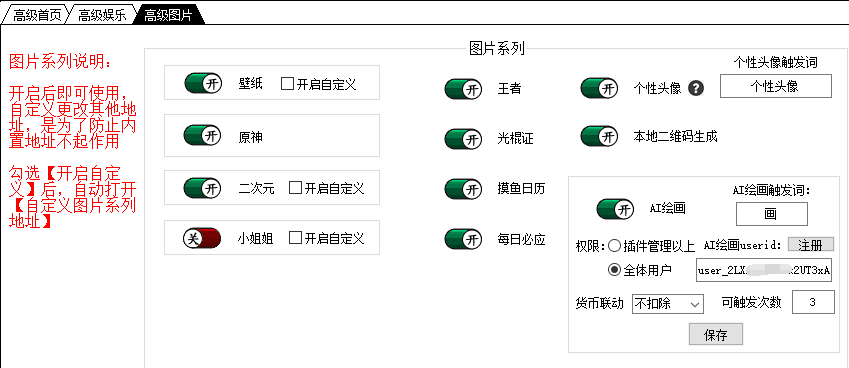 高级首页 高级娱乐 高级图片
图片系列说明:
开启后即可使用,
自定义更改其他地
址, 是为了防止内
置地址不起作用
勾选【开启自定
义】后, 自动打开
【自定义图片系列
地址】
图片系列
开 壁纸 开启自定义
开 原神
开 二次元 开启自定义
关 小姐姐 开启自定义
开 王者
开 光棍证
开 摸鱼日历
开 每日必应
个性头像触发词
开 个性头像 ? 个性头像
开 本地二维码生成
AI绘画触发词:
开 AI绘画 画
权限: 插件管理以上 AI绘画userid: 注册
全体用户 user_2LX x2UT3xA
货币联动 不扣除 可触发次数 3
保存